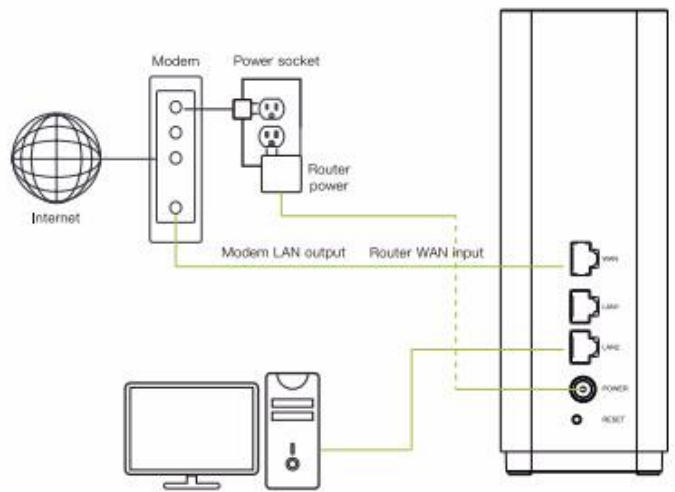 Modem
Power socket
Internet
Router
power
Modem LAN output
Router WAN input
WAN
LAN1
LAN2
POWER
RESET